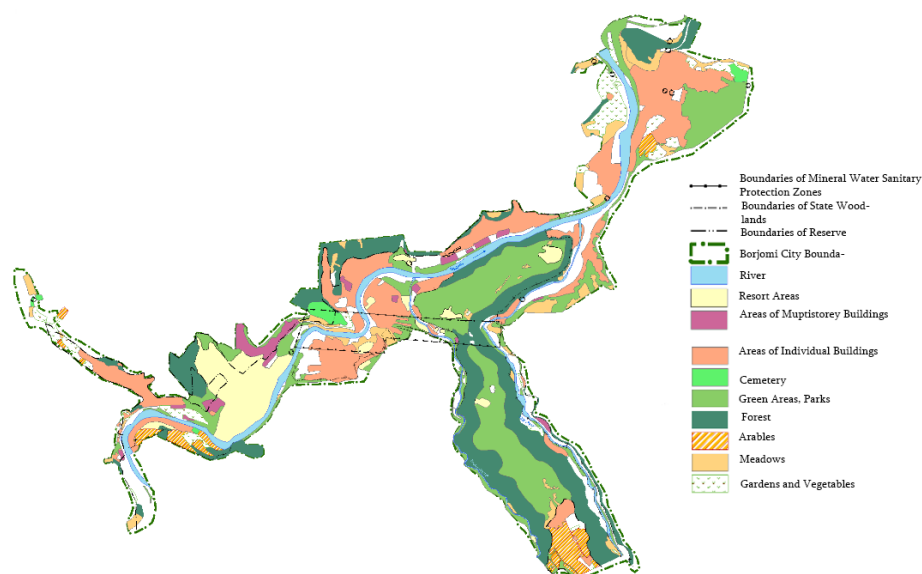 Boundaries of Mineral Water Sanitary
Protection Zones
Boundaries of State Wood-
lands
Boundaries of Reserve
Borjomi City Bounda-
River
Resort Areas
Areas of Muptistorey Buildings
Areas of Individual Buildings
Cemetery
Green Areas, Parks
Forest
Arables
Meadows
Gardens and Vegetables